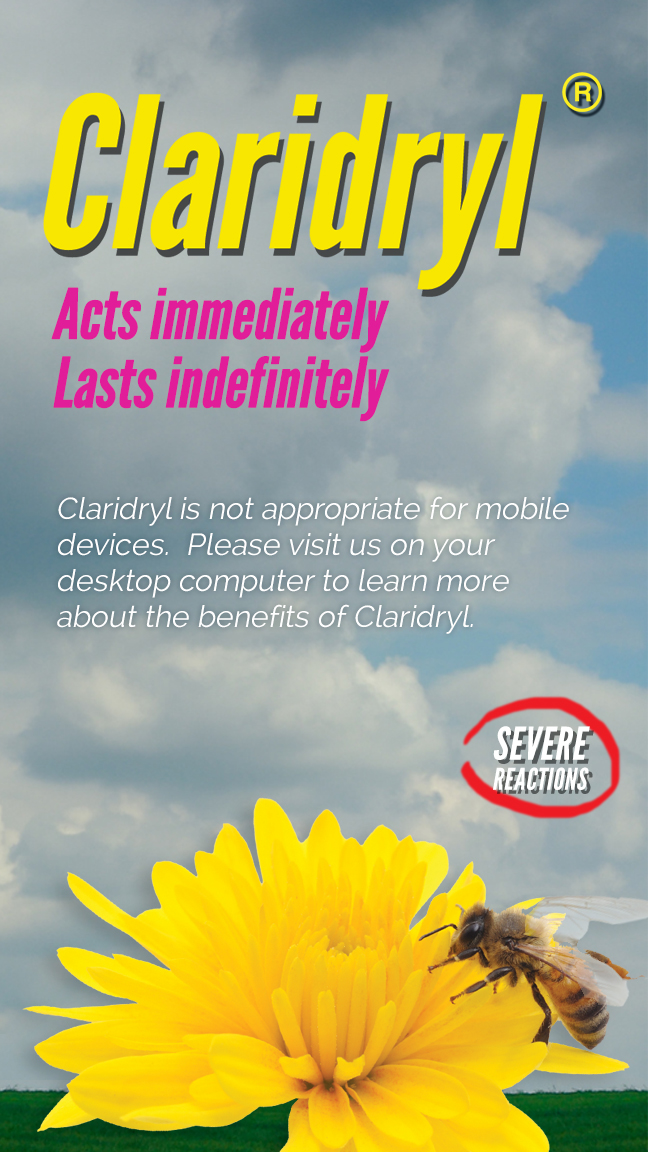 Claridryl ®
Acts immediately
Lasts indefinitely
Claridryl is not appropriate for mobile
devices.  Please visit us on your
desktop computer to learn more
about the benefits of Claridryl.
SEVERE
REACTIONS